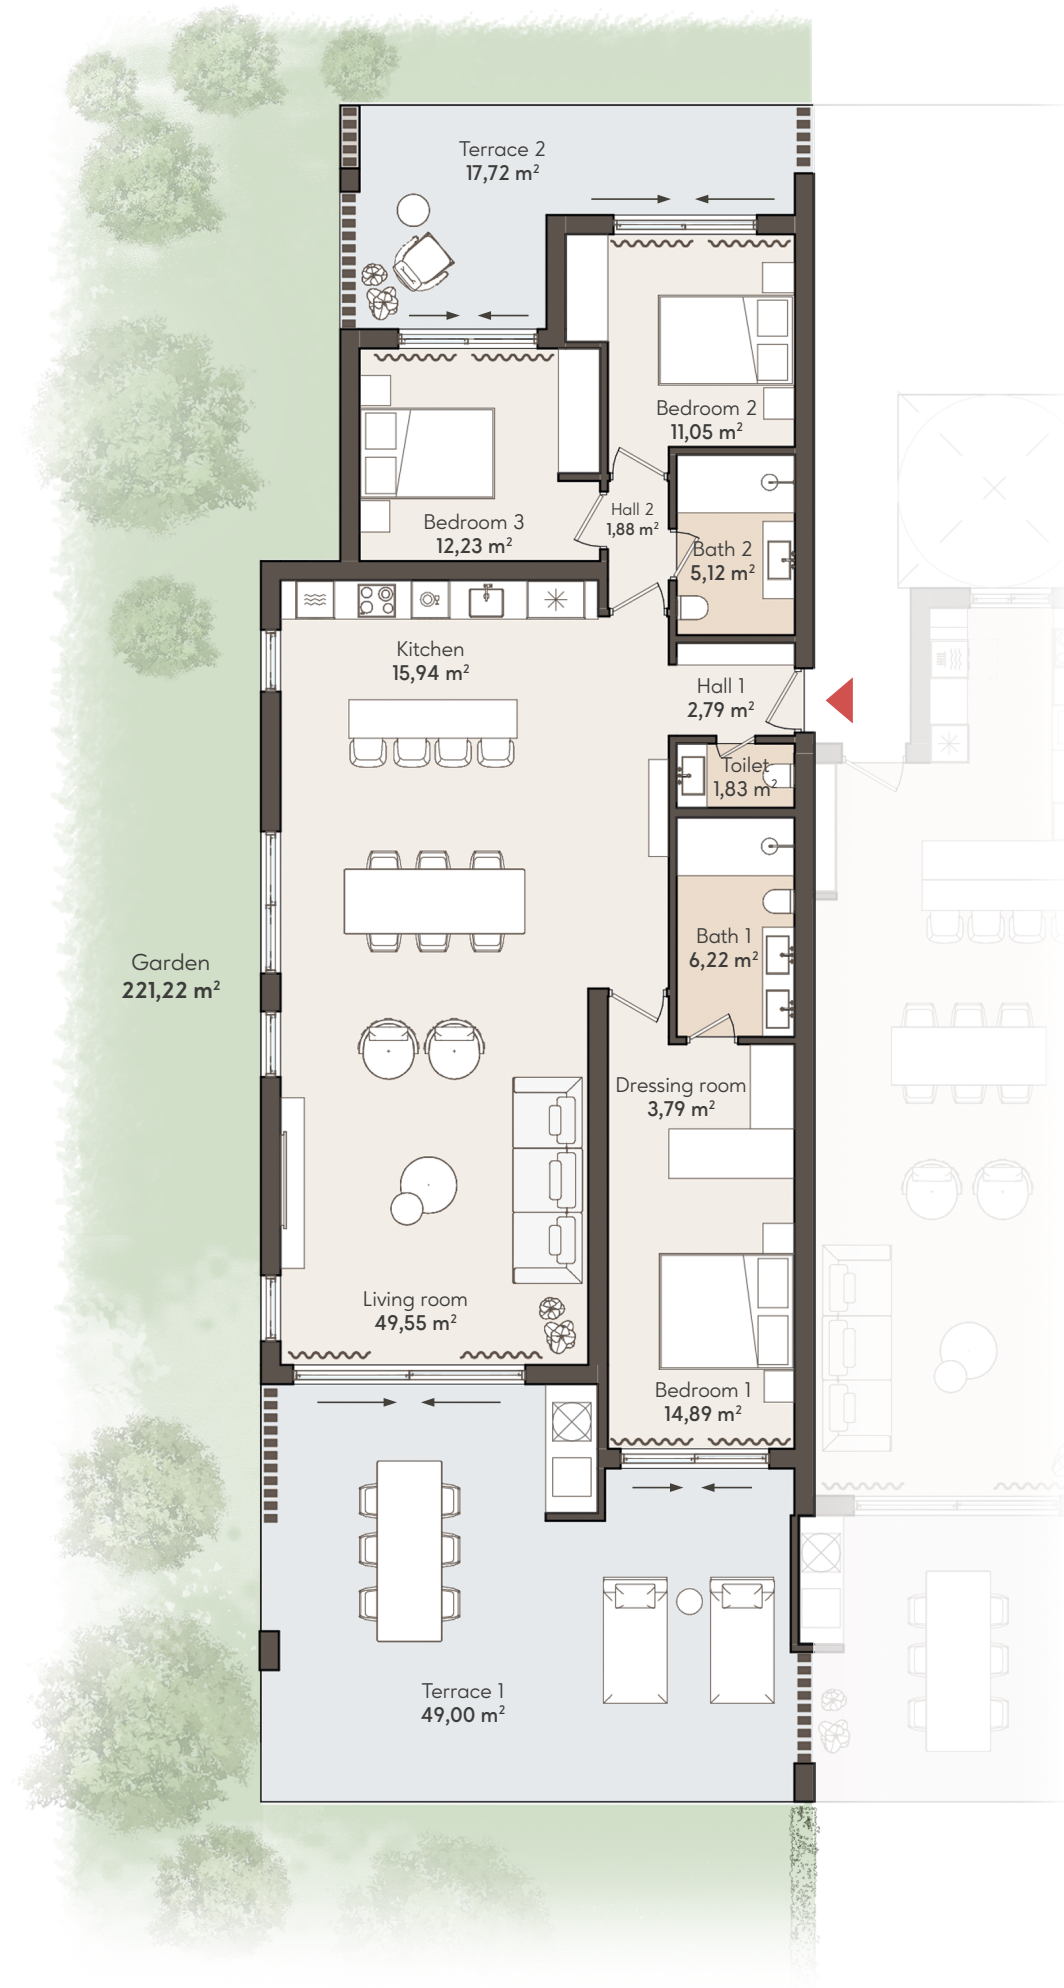 Terrace 2
17,72 m²
Bedroom 2
11,05 m²
Bedroom 3
12,23 m²
Hall 2
1,88 m²
Bath 2
5,12 m²
Kitchen
15,94 m²
Hall 1
2,79 m²
Toilet
1,83 m²
Bath 1
6,22 m²
Garden
221,22 m²
Dressing room
3,79 m²
Living room
49,55 m²
Bedroom 1
14,89 m²
Terrace 1
49,00 m²